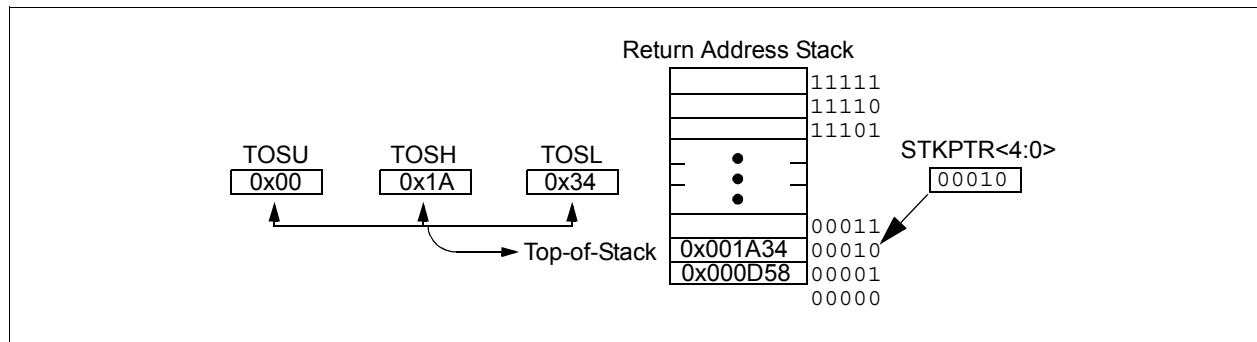 Return Address Stack
11111
11110
11101
TOSU TOSH TOSL
0x00 0x1A 0x34
STKPTR<4:0>
00010
00011
Top-of-Stack 0x001A34 00010
0x000D58 00001
00000